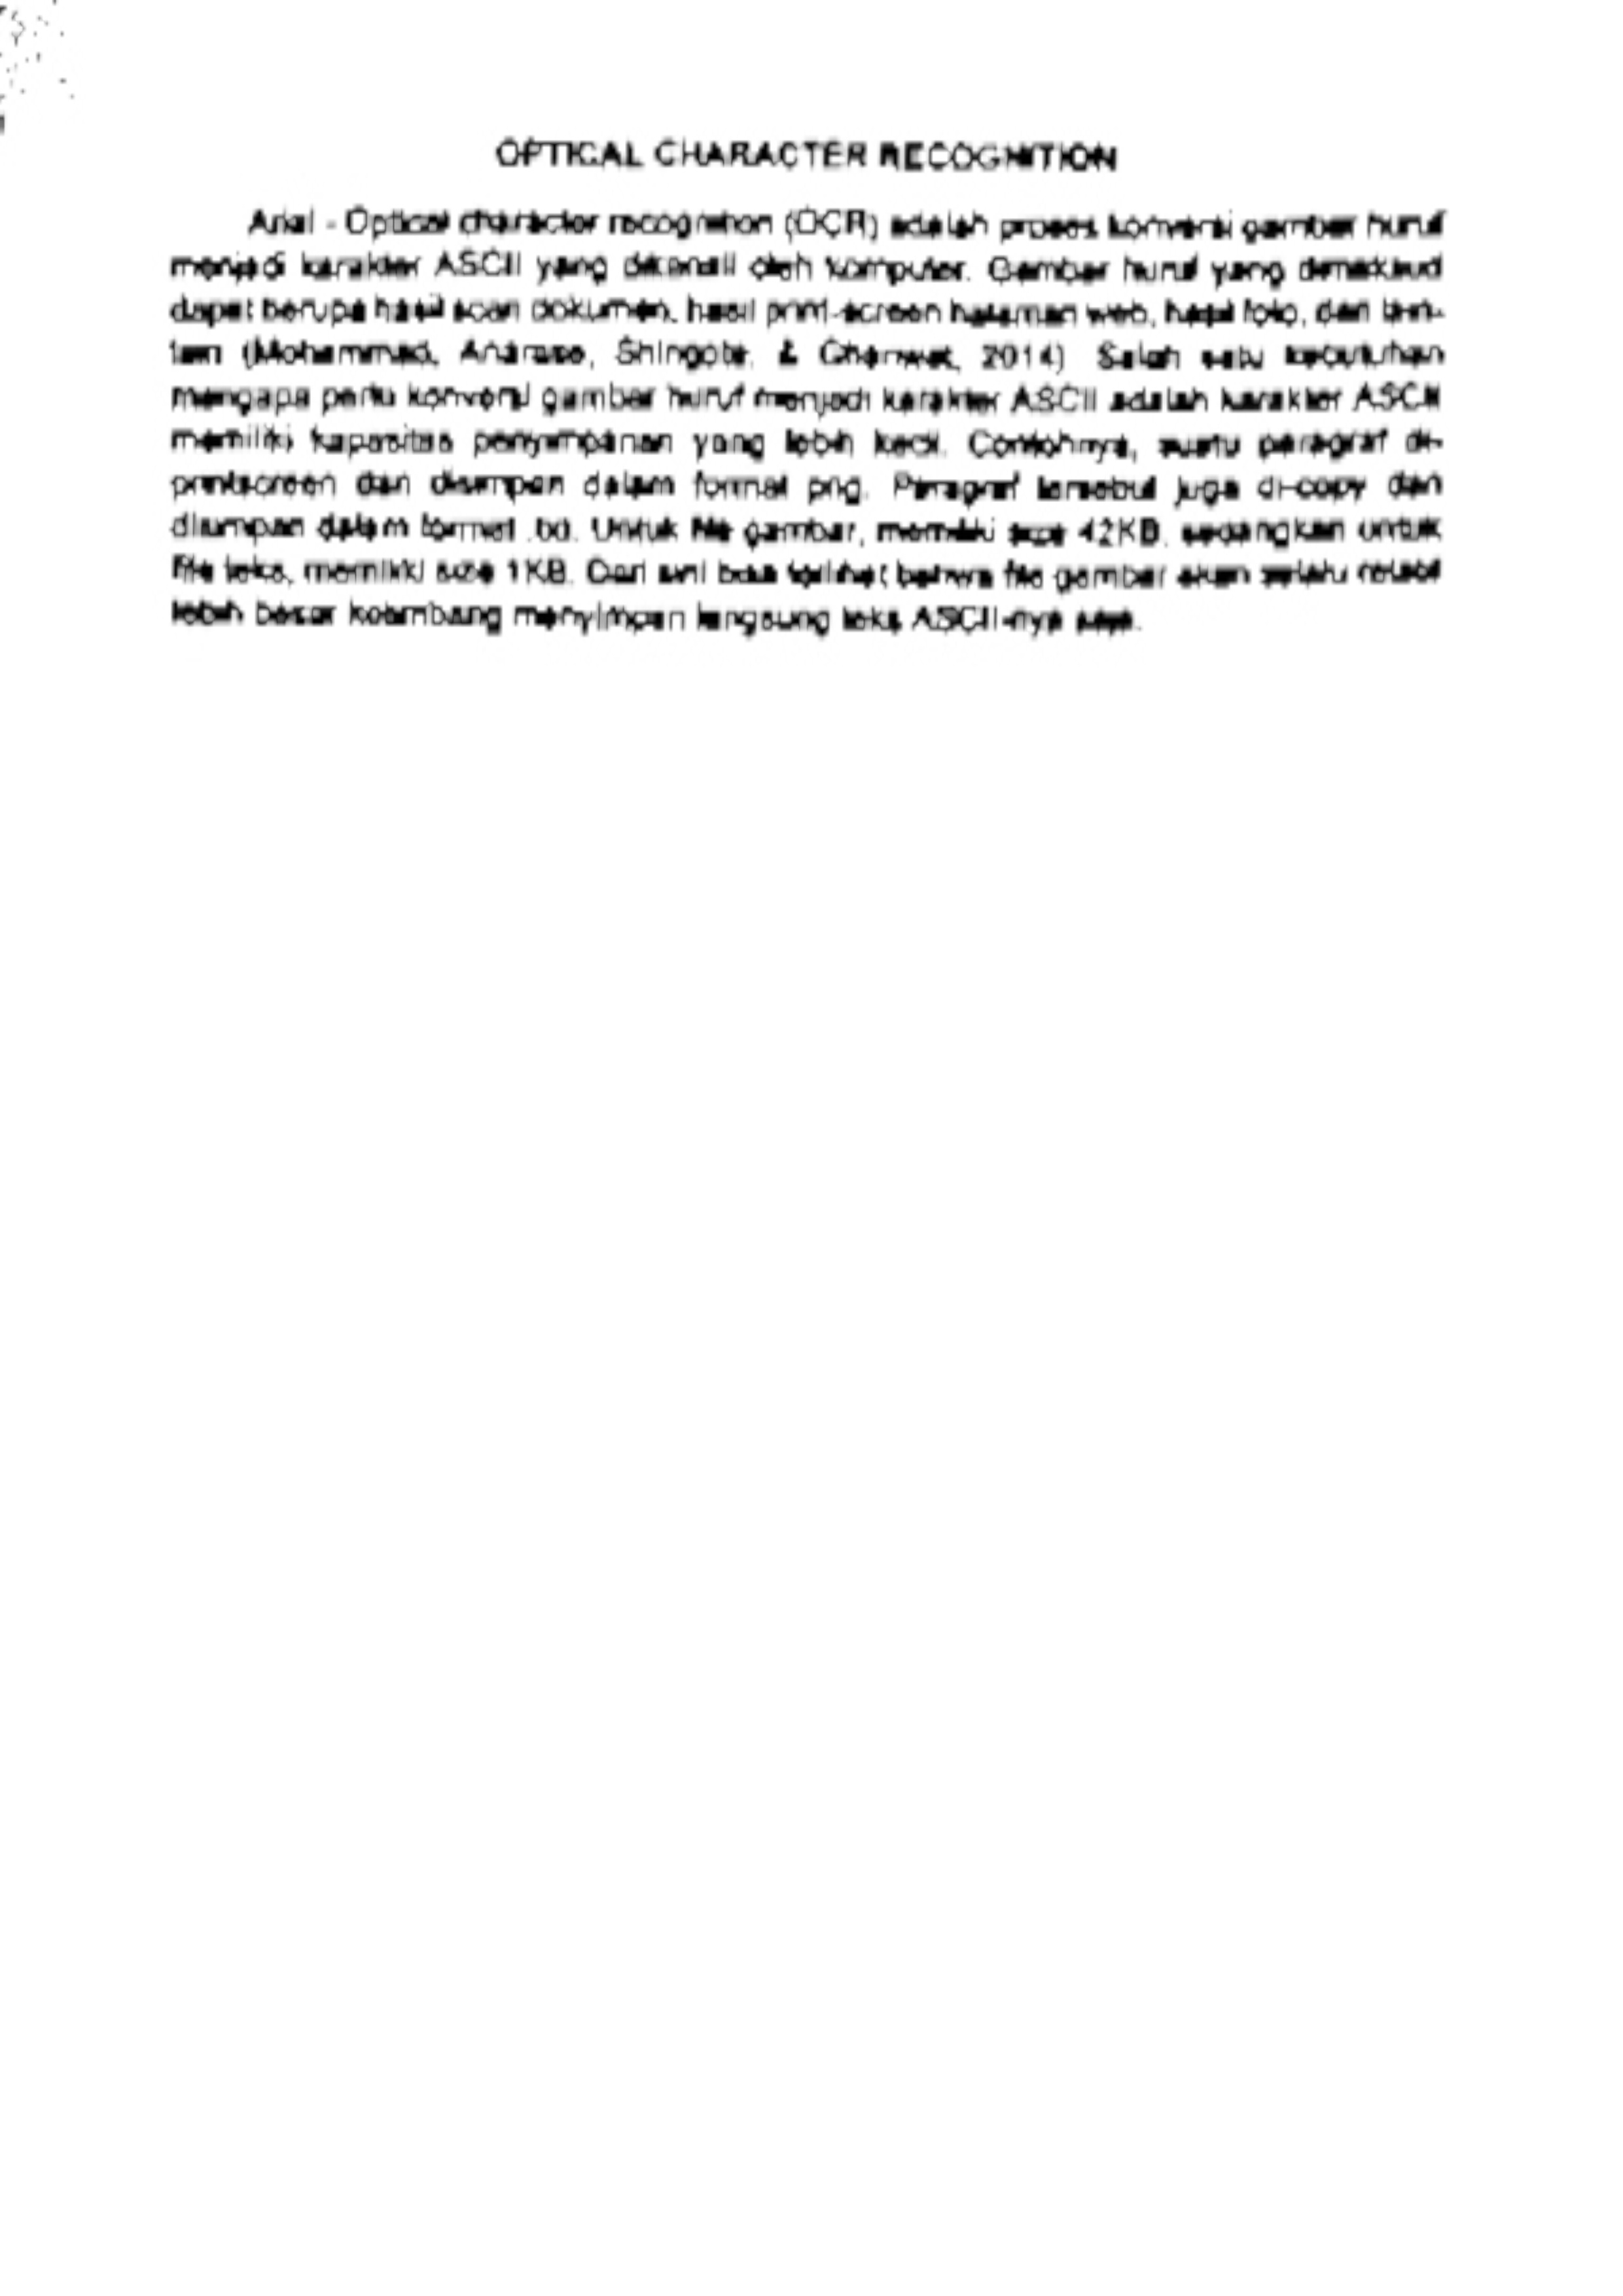 OPTICAL CHARACTER RECOGNITION
Arial - Optical character recognition (OCR) adalah proses konversi gambar huruf
menjadi karakter ASCII yang dikenali oleh komputer. Gambar huruf yang dimaksud
dapat berupa hasil scan dokumen, hasil print-screen halaman web, hasil foto, dan lain-
lain (Mohammad, Anarase, Shingote, & Ghanwat, 2014). Salah satu kebutuhan
mengapa perlu konversi gambar huruf menjadi karakter ASCII adalah karakter ASCII
memiliki kapasitas penyimpanan yang lebih kecil. Contohnya, suatu paragraf di-
printscreen dan disimpan dalam format png. Paragraf tersebut juga di-copy dan
disimpan dalam format .txt. Untuk file gambar, memiliki size 42KB, sedangkan untuk
file teks, memiliki size 1KB. Dari sini bisa terlihat bahwa file gambar akan selalu relatif
lebih besar ketimbang menyimpan langsung teks ASCII-nya saja.